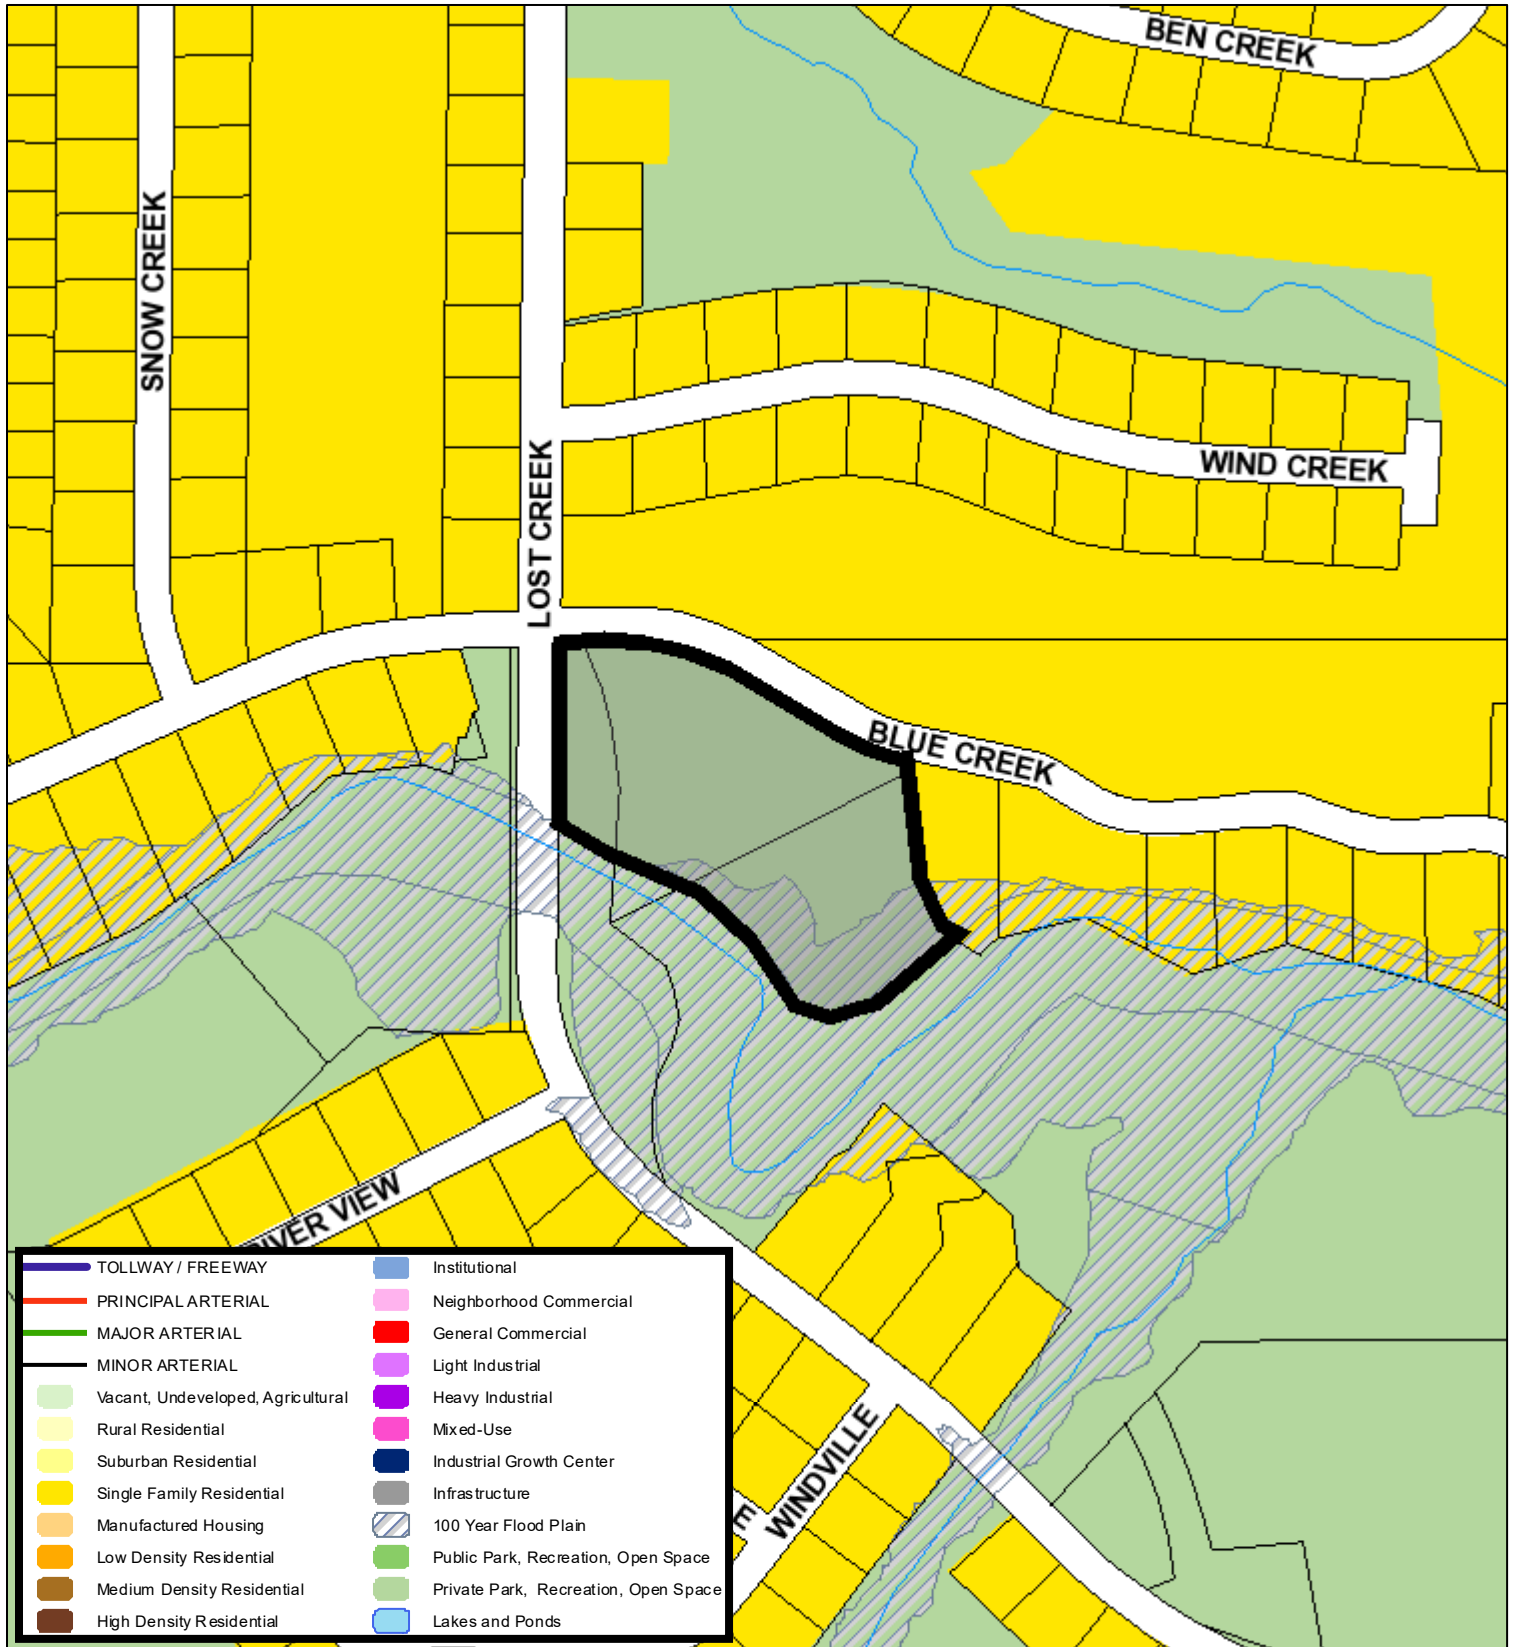 BEN CREEK
SNOW CREEK
LOST CREEK
WIND CREEK
BLUE CREEK
RIVER VIEW
WINDVILLE
E
TOLLWAY / FREEWAY
PRINCIPAL ARTERIAL
MAJOR ARTERIAL
MINOR ARTERIAL
Vacant, Undeveloped, Agricultural
Rural Residential
Suburban Residential
Single Family Residential
Manufactured Housing
Low Density Residential
Medium Density Residential
High Density Residential
Institutional
Neighborhood Commercial
General Commercial
Light Industrial
Heavy Industrial
Mixed-Use
Industrial Growth Center
Infrastructure
100 Year Flood Plain
Public Park, Recreation, Open Space
Private Park, Recreation, Open Space
Lakes and Ponds